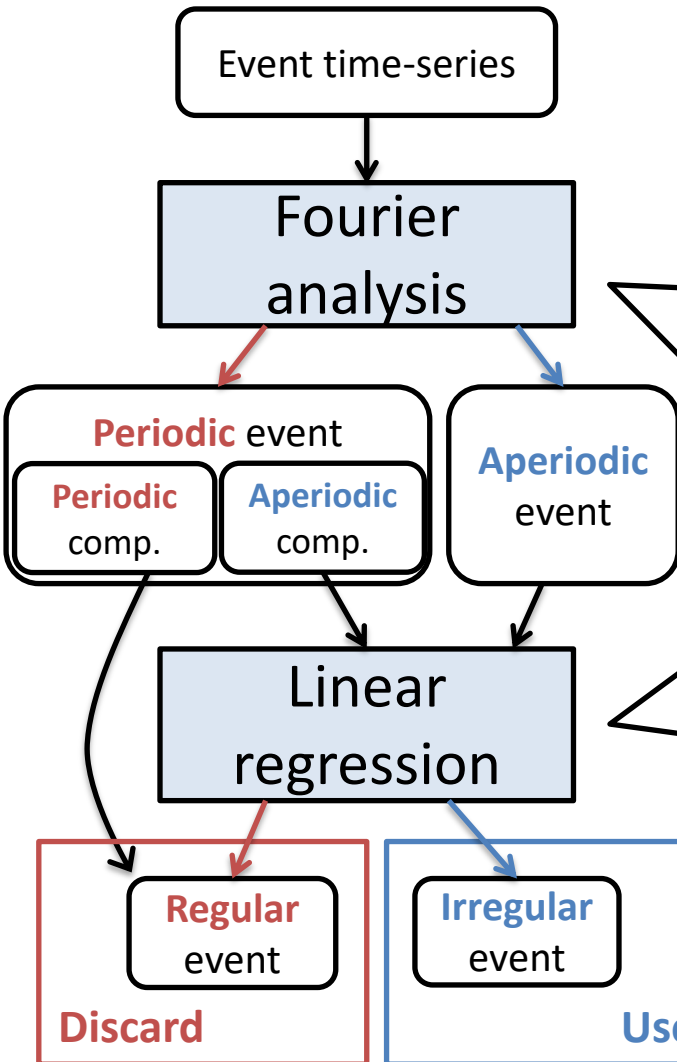 Event time-series
Fourier
analysis
Periodic event
Periodic
comp.
Aperiodic
comp.
Aperiodic
event
Linear
regression
Regular
event
Irregular
event
Discard